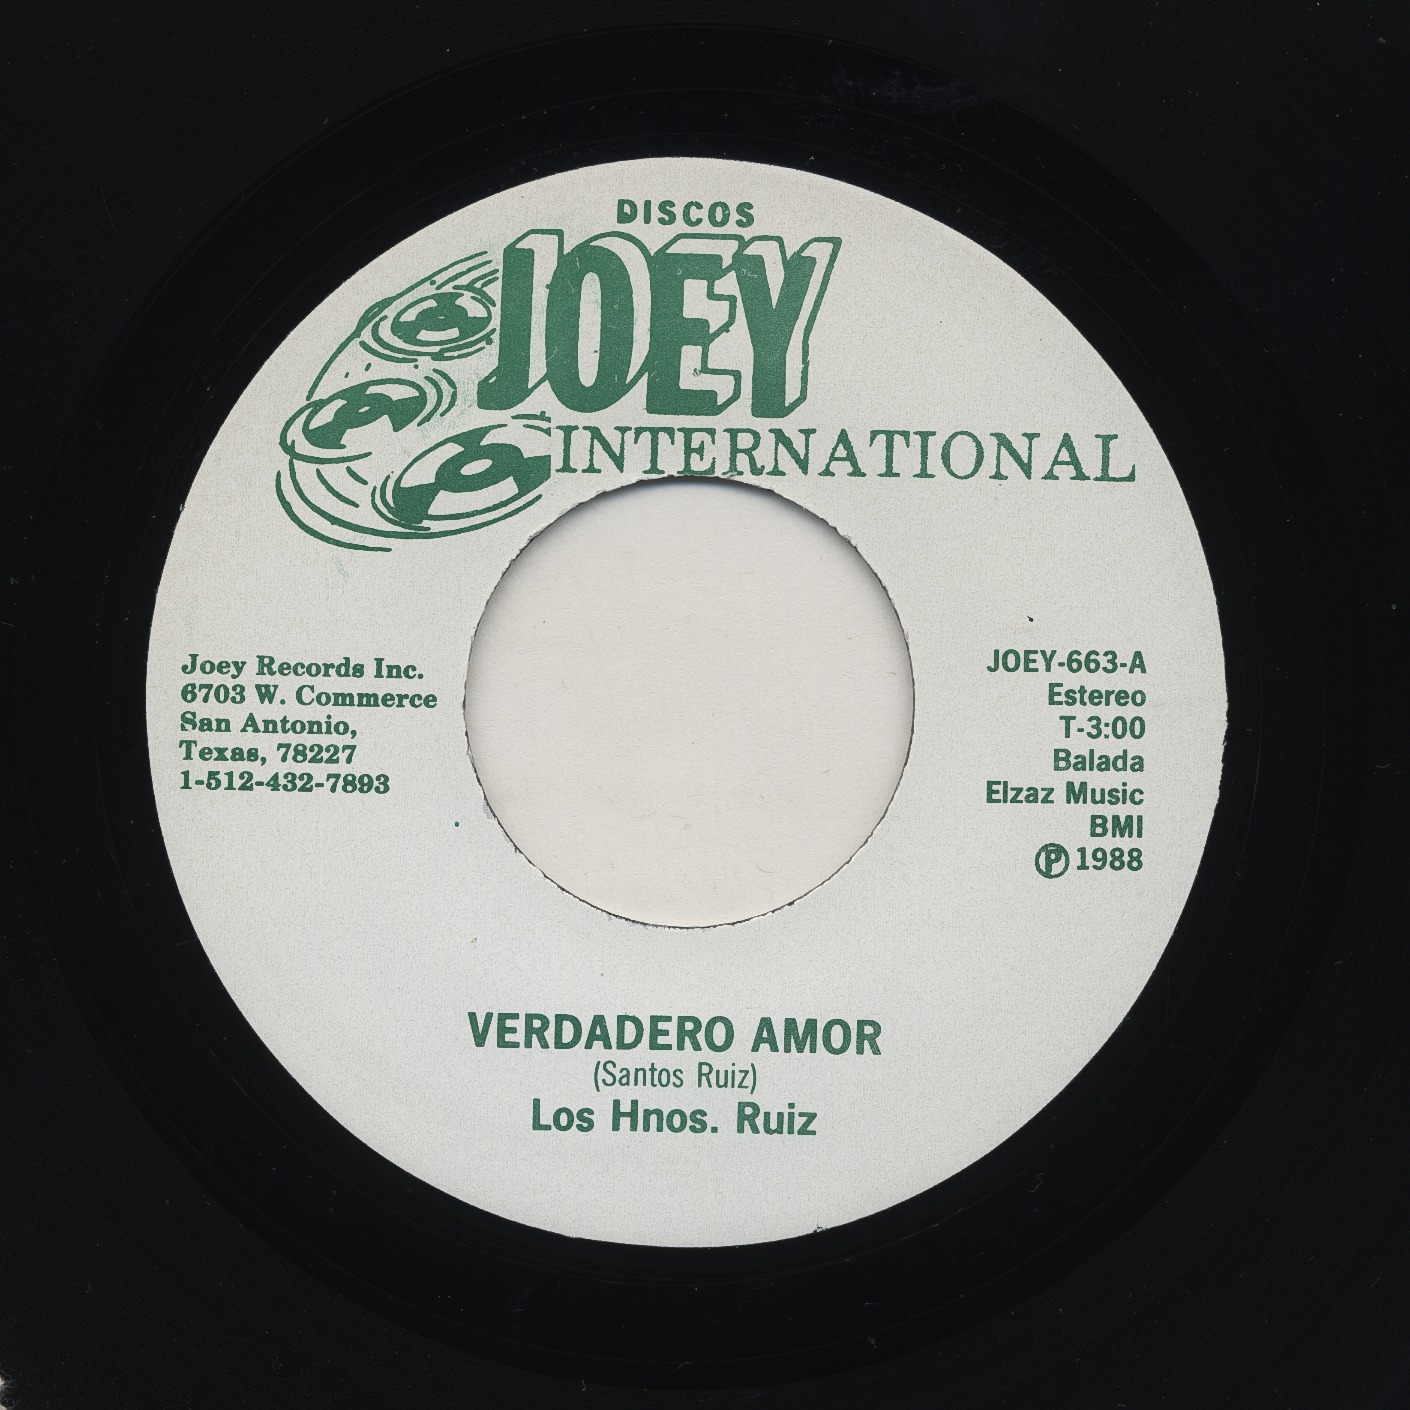 DISCOS
JOEY
INTERNATIONAL
Joey Records Inc.
6703 W. Commerce
San Antonio,
Texas, 78227
1-512-432-7893
JOEY-663-A
Estereo
T-3:00
Balada
Elzaz Music
BMI
Ⓟ 1988
VERDADERO AMOR
(Santos Ruiz)
Los Hnos. Ruiz